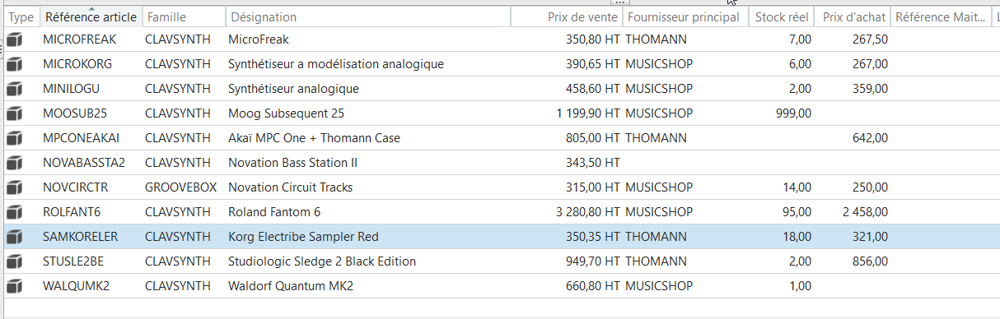 Type Référence article Famille Désignation Prix de vente Fournisseur principal Stock réel Prix d'achat Référence Mait...
MICROFREAK CLAVSYNTH MicroFreak 350,80 HT THOMANN 7,00 267,50
MICROKORG CLAVSYNTH Synthétiseur a modélisation analogique 390,65 HT MUSICSHOP 6,00 267,00
MINILOGU CLAVSYNTH Synthétiseur analogique 458,60 HT MUSICSHOP 2,00 359,00
MOOSUB25 CLAVSYNTH Moog Subsequent 25 1 199,90 HT MUSICSHOP 999,00
MPCONEAKAI CLAVSYNTH Akaï MPC One + Thomann Case 805,00 HT THOMANN 642,00
NOVABASSTA2 CLAVSYNTH Novation Bass Station II 343,50 HT
NOVCIRCTR GROOVEBOX Novation Circuit Tracks 315,00 HT MUSICSHOP 14,00 250,00
ROLFANT6 CLAVSYNTH Roland Fantom 6 3 280,80 HT MUSICSHOP 95,00 2 458,00
SAMKORELER CLAVSYNTH Korg Electribe Sampler Red 350,35 HT THOMANN 18,00 321,00
STUSLE2BE CLAVSYNTH Studiologic Sledge 2 Black Edition 949,70 HT THOMANN 2,00 856,00
WALQUMK2 CLAVSYNTH Waldorf Quantum MK2 660,80 HT MUSICSHOP 1,00